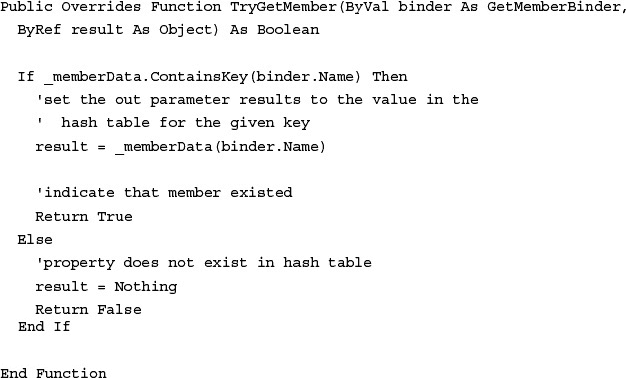 Public Overrides Function TryGetMember(ByVal binder As GetMemberBinder,
  ByRef result As Object) As Boolean

  If _memberData.ContainsKey(binder.Name) Then
    'set the out parameter results to the value in the
    '  hash table for the given key
    result = _memberData(binder.Name)

    'indicate that member existed
    Return True
  Else
    'property does not exist in hash table
    result = Nothing
    Return False
  End If

End Function